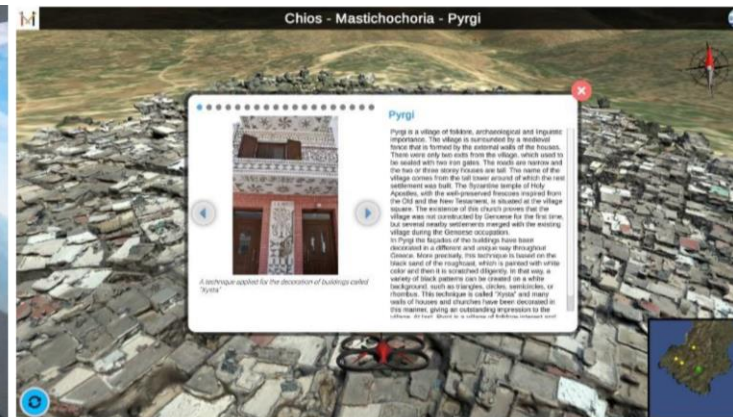 Chios - Mastichochoria - Pyrgi
Pyrgi
Pyrgi is a village of folklore, archaeological and linguistic
importance. The village is surrounded by a medieval
fence that is formed by the external walls of the houses.
There were only two exits from the village, which used to
be sealed with two iron gates. The roads are narrow and
the two or three storey houses are tall. The name of the
village comes from the tall tower around of which the rest
settlement was built. The Byzantine temple of Holy
Apostles, with the well-preserved frescoes inspired from
the Old and the New Testament, is situated at the village
square. The existence of this church proves that the
village was not constructed by Genoese for the first time,
but several nearby settlements merged with the existing
village during the Genoese occupation.
In Pyrgi the façades of the buildings have been
decorated in a different and unique way throughout
Greece. More precisely, this technique is based on the
black sand of the roughcast, which is painted with white
color and then it is scratched diligently. In that way, a
variety of black patterns can be created on a white
background, such as triangles, circles, semicircles, or
rhombus. This technique is called "Xysta" and many
walls of houses and churches have been decorated in
this manner, giving an outstanding impression to the
village. At last, Pyrgi is a village of folklore interest and
A technique applied for the decoration of buildings called
"Xysta"